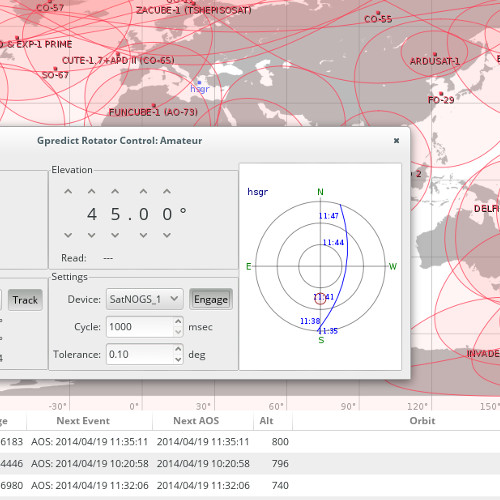 CO-57
ZACUBE-1 (TSHEPISOSAT)
CO-55
& EXP-1 PRIME
CUTE-1.7+APD II (CO-65)
ARDUSAT-1
SO-67
hsgr
FO-29
FUNCUBE-1 (AO-73)
Gpredict Rotator Control: Amateur
Elevation
45.00°
Read: ---
Settings
Track
Device: SatNOGS_1 Engage
Cycle: 1000 msec
Tolerance: 0.10 deg
hsgr
N
11:47
11:44
E
W
11:41
11:38
11:35
S
2
DELF
INVADE
-30° 0° 30° 60° 90° 120° 150°
ge Next Event Next AOS Alt Orbit
6183 AOS: 2014/04/19 11:35:11 2014/04/19 11:35:11 800
4446 AOS: 2014/04/19 10:20:58 2014/04/19 10:20:58 796
6980 AOS: 2014/04/19 11:32:06 2014/04/19 11:32:06 740